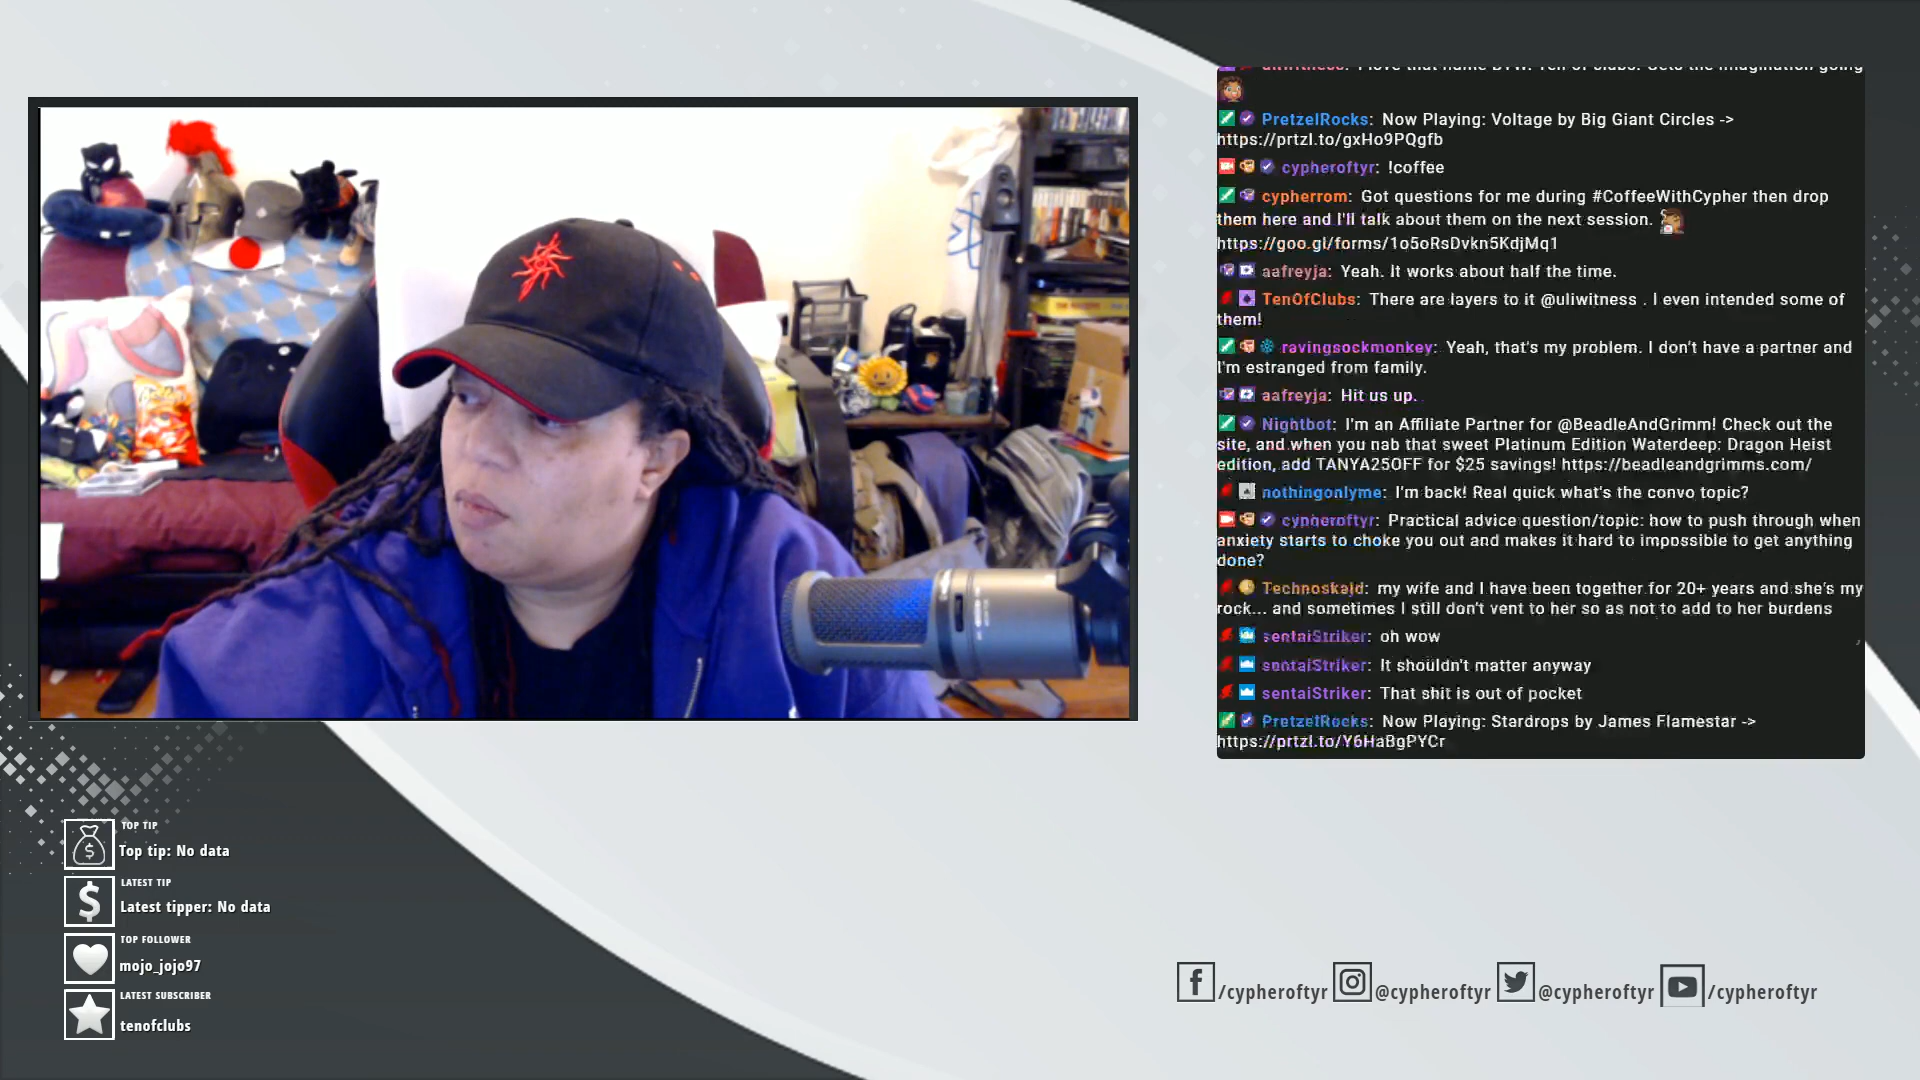 PretzelRocks: Now Playing: Voltage by Big Giant Circles ->
https://prtzl.to/gxHo9PQgfb
cypheroftyr: !coffee
cypherrom: Got questions for me during #CoffeeWithCypher then drop
them here and I'll talk about them on the next session.
https://goo.gl/forms/1o5oRsDvkn5KdjMq1
aafreyja: Yeah. It works about half the time.
TenOfClubs: There are layers to it @uliwitness . I even intended some of
them!
ravingsockmonkey: Yeah, that's my problem. I don't have a partner and
I'm estranged from family.
aafreyja: Hit us up.
Nightbot: I'm an Affiliate Partner for @BeadleAndGrimm! Check out the
site, and when you nab that sweet Platinum Edition Waterdeep: Dragon Heist
edition, add TANYA25OFF for $25 savings! https://beadleandgrimms.com/
nothingonlyme: I'm back! Real quick what's the convo topic?
cypheroftyr: Practical advice question/topic: how to push through when
anxiety starts to choke you out and makes it hard to impossible to get anything
done?
Technoskald: my wife and I have been together for 20+ years and she's my
rock... and sometimes I still don't vent to her so as not to add to her burdens
sentaiStriker: oh wow
sentaiStriker: It shouldn't matter anyway
sentaiStriker: That shit is out of pocket
PretzelRocks: Now Playing: Stardrops by James Flamestar ->
https://prtzl.to/Y6HaBgPYCr
TOP TIP
Top tip: No data
LATEST TIP
Latest tipper: No data
TOP FOLLOWER
mojo_jojo97
LATEST SUBSCRIBER
tenofclubs
/cypheroftyr @cypheroftyr @cypheroftyr /cypheroftyr